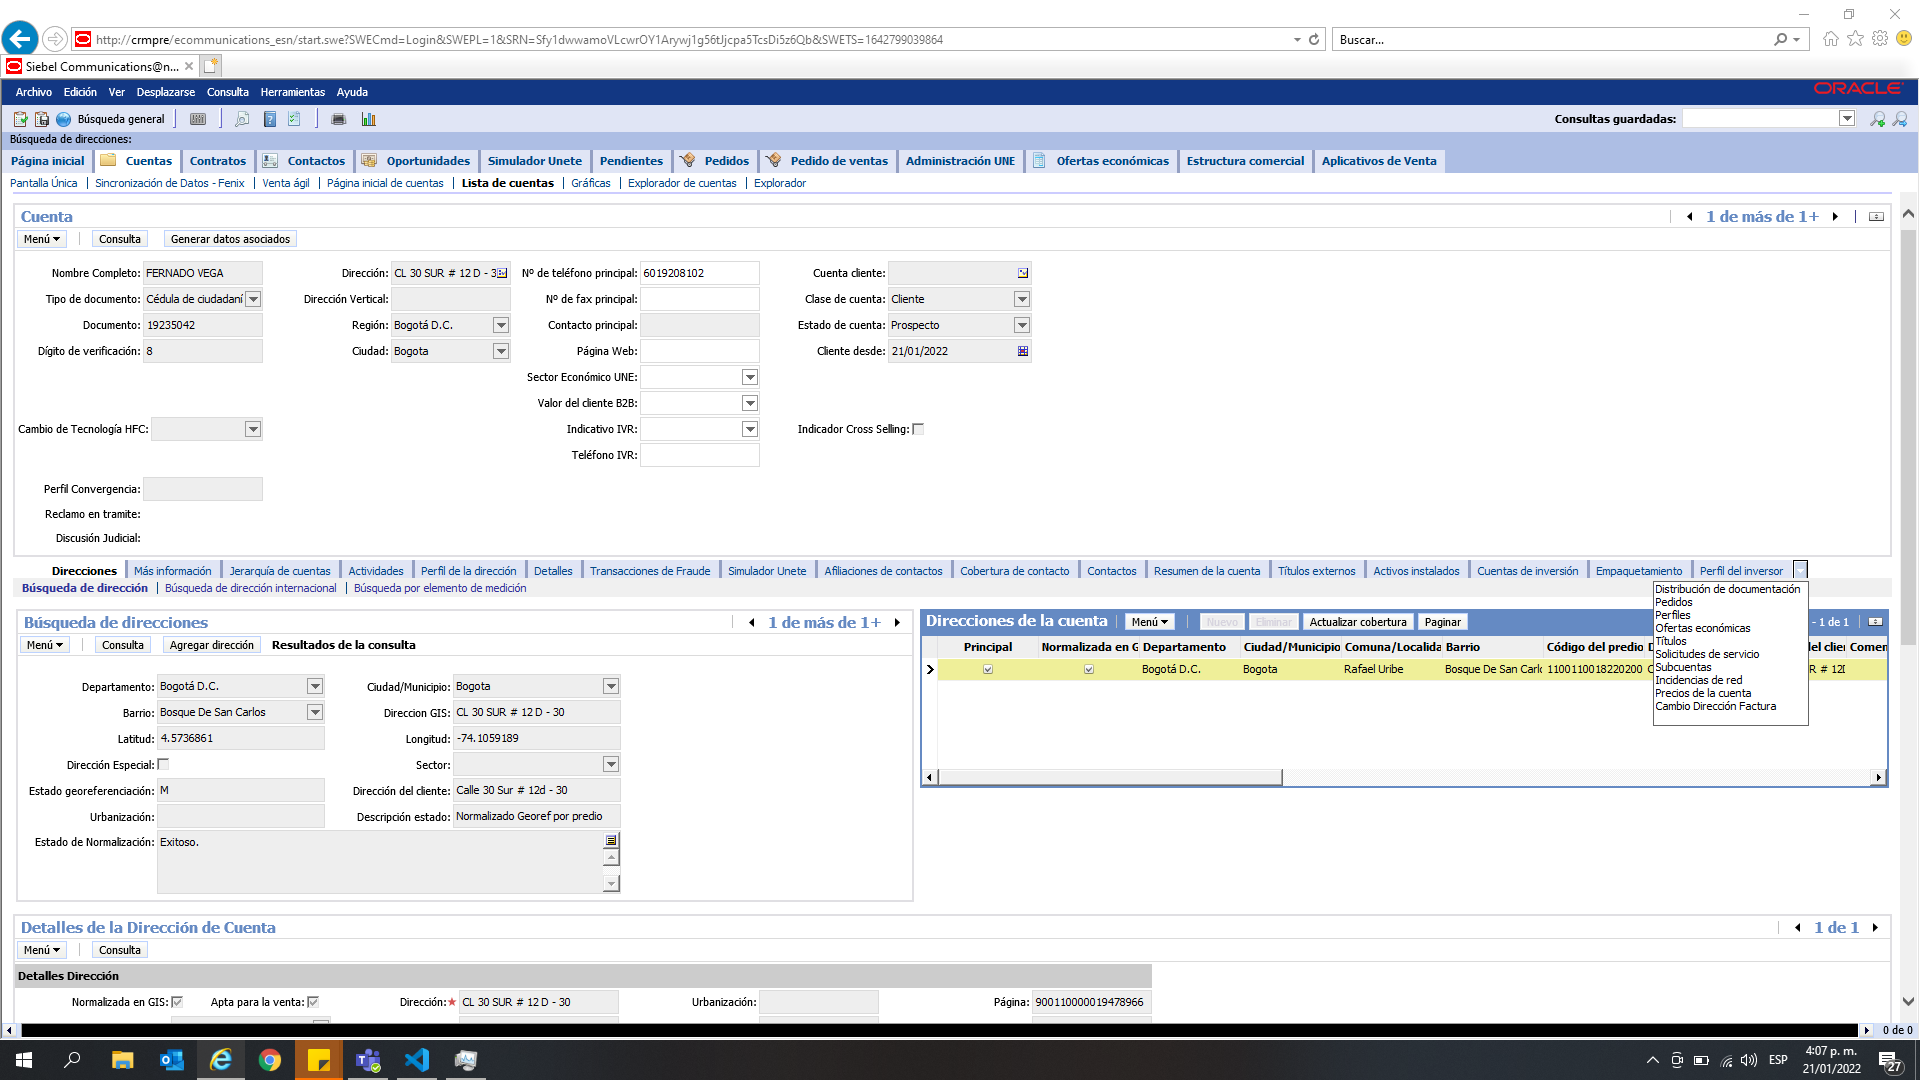 http://crmpre/ecommunications_esn/start.swe?SWECmd=Login&SWEPL=1&SRN=Sfy1dwwamoVLcwrOY1Arywj1g56tJjcpa5TcsDi5z6Qb&SWETS=1642799039864
Buscar...
Siebel Communications@n...
Archivo Edición Ver Desplazarse Consulta Herramientas Ayuda
ORACLE
Búsqueda general
Consultas guardadas:
Búsqueda de direcciones:
Página inicial Cuentas Contratos Contactos Oportunidades Simulador Unete Pendientes Pedidos Pedido de ventas Administración UNE Ofertas económicas Estructura comercial Aplicativos de Venta
Pantalla Única Sincronización de Datos - Fenix Venta ágil Página inicial de cuentas Lista de cuentas Gráficas Explorador de cuentas Explorador
Cuenta
1 de más de 1+
Menú Consulta Generar datos asociados
Nombre Completo: FERNADO VEGA Dirección: CL 30 SUR # 12 D - 3 Nº de teléfono principal: 6019208102 Cuenta cliente:
Tipo de documento: Cédula de ciudadaní Dirección Vertical: Nº de fax principal: Clase de cuenta: Cliente
Documento: 19235042 Región: Bogotá D.C. Contacto principal: Estado de cuenta: Prospecto
Dígito de verificación: 8 Ciudad: Bogota Página Web: Cliente desde: 21/01/2022
Sector Económico UNE:
Valor del cliente B2B:
Cambio de Tecnología HFC: Indicativo IVR: Indicador Cross Selling:
Teléfono IVR:
Perfil Convergencia:
Reclamo en tramite:
Discusión Judicial:
Direcciones Más información Jerarquía de cuentas Actividades Perfil de la dirección Detalles Transacciones de Fraude Simulador Unete Afiliaciones de contactos Cobertura de contacto Contactos Resumen de la cuenta Títulos externos Activos instalados Cuentas de inversión Empaquetamiento Perfil del inversor
Búsqueda de dirección Búsqueda de dirección internacional Búsqueda por elemento de medición
Distribución de documentación
Pedidos
Perfiles
Ofertas económicas
Títulos
Solicitudes de servicio
Subcuentas
Incidencias de red
Precios de la cuenta
Cambio Dirección Factura
Búsqueda de direcciones
1 de más de 1+
Menú Consulta Agregar dirección Resultados de la consulta
Departamento: Bogotá D.C. Ciudad/Municipio: Bogota
Barrio: Bosque De San Carlos Direccion GIS: CL 30 SUR # 12 D - 30
Latitud: 4.5736861 Longitud: -74.1059189
Dirección Especial: Sector:
Estado georeferenciación: M Dirección del cliente: Calle 30 Sur # 12d - 30
Urbanización: Descripción estado: Normalizado Georef por predio
Estado de Normalización: Exitoso.
Direcciones de la cuenta Menú Nuevo Eliminar Actualizar cobertura Paginar - 1 de 1
Principal Normalizada en G Departamento Ciudad/Municipio Comuna/Localida Barrio Código del predio D lel clie Comen
Bogotá D.C. Bogota Rafael Uribe Bosque De San Carlo 1100110018220200 C R # 12D
Detalles de la Dirección de Cuenta
1 de 1
Menú Consulta
Detalles Dirección
Normalizada en GIS: Apta para la venta: Dirección:* CL 30 SUR # 12 D - 30 Urbanización: Página: 900110000019478966
0 de 0
ESP
4:07 p. m.
21/01/2022
27